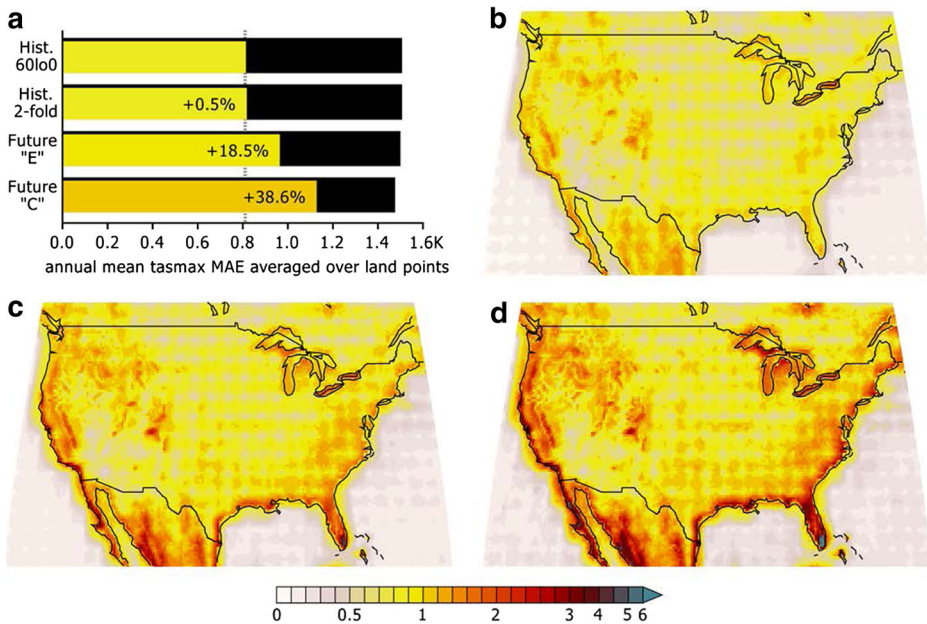 a
Hist.
60lo0
Hist.
2-fold
+0.5%
Future
"E"
+18.5%
Future
"C"
+38.6%
0.0 0.2 0.4 0.6 0.8 1.0 1.2 1.4 1.6K
annual mean tasmax MAE averaged over land points
b
c
d
0 0.5 1 2 3 4 5 6